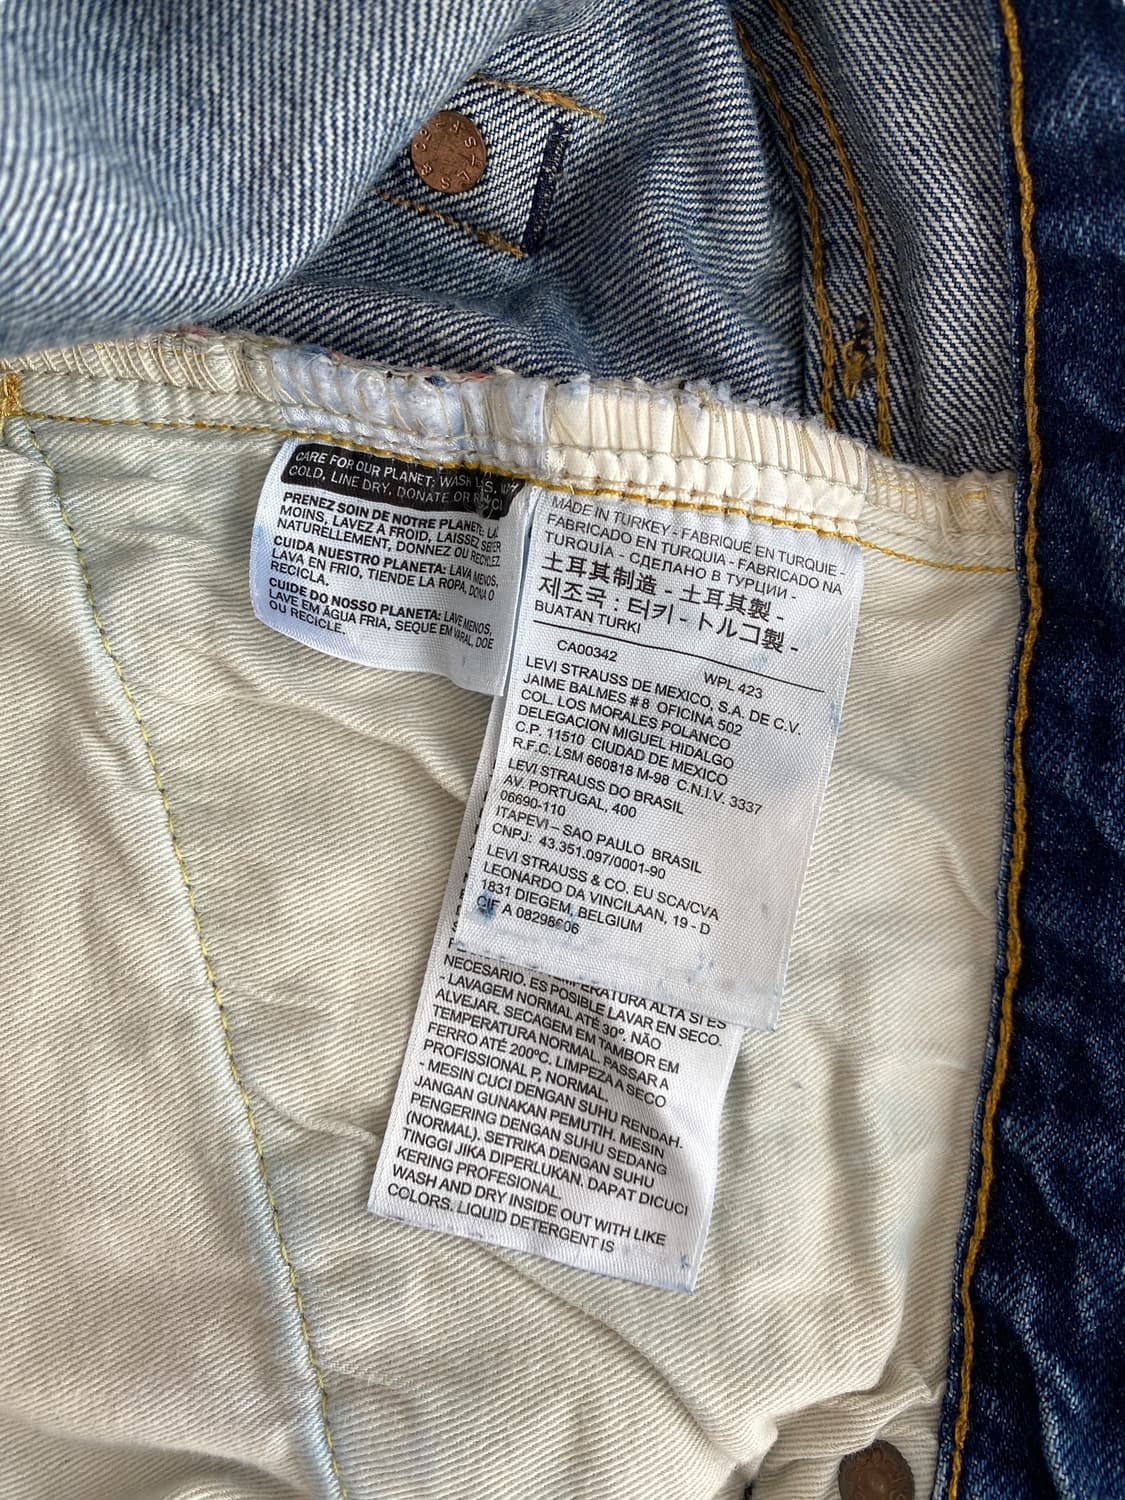 CARE FOR OUR PLANET: WASH
COLD, LINE DRY, DONATE OR
PRENEZ SOIN DE NOTRE PLANETE:
MOINS, LAVEZ À FROID, LAISSEZ
NATURELLEMENT, DONNEZ OU RECYLEZ
CUIDA NUESTRO PLANETA: LAVA MENOS,
LAVA EN FRIO, TIENDE LA ROPA, DONA O
RECICLA.
CUIDE DO NOSSO PLANETA: LAVE MENOS,
LAVE EM ÁGUA FRIA, SEQUE EM VARAL, DOE
OU RECICLE.
MADE IN TURKEY - FABRIQUE EN TURQUIE -
FABRICADO EN TURQUIA - FABRICADO NA
TURQUÍA - СДЕЛАНО В ТУРЦИИ -
土耳其制造 - 土耳其製 -
제조국 : 터키 - トルコ製 -
BUATAN TURKI
CA00342 WPL 423
LEVI STRAUSS DE MEXICO, S.A. DE C.V.
JAIME BALMES # 8 OFICINA 502
COL. LOS MORALES POLANCO
DELEGACION MIGUEL HIDALGO
C.P. 11510 CIUDAD DE MEXICO
R.F.C. LSM 660818 M-98 C.N.I.V. 3337
LEVI STRAUSS DO BRASIL
AV. PORTUGAL, 400
06690-110
ITAPEVI – SAO PAULO BRASIL
CNPJ: 43.351.097/0001-90
LEVI STRAUSS & CO. EU SCA/CVA
LEONARDO DA VINCILAAN, 19 - D
1831 DIEGEM, BELGIUM
CIF A 08298606
TEMPERATURA ALTA SI ES
NECESARIO. ES POSIBLE LAVAR EN SECO.
- LAVAGEM NORMAL ATÉ 30º. NÃO
ALVEJAR. SECAGEM EM TAMBOR EM
TEMPERATURA NORMAL. PASSAR A
FERRO ATÉ 200ºC. LIMPEZA A SECO
PROFISSIONAL P, NORMAL.
- MESIN CUCI DENGAN SUHU RENDAH.
JANGAN GUNAKAN PEMUTIH. MESIN
PENGERING DENGAN SUHU SEDANG
(NORMAL). SETRIKA DENGAN SUHU
TINGGI JIKA DIPERLUKAN. DAPAT DICUCI
KERING PROFESIONAL.
WASH AND DRY INSIDE OUT WITH LIKE
COLORS. LIQUID DETERGENT IS